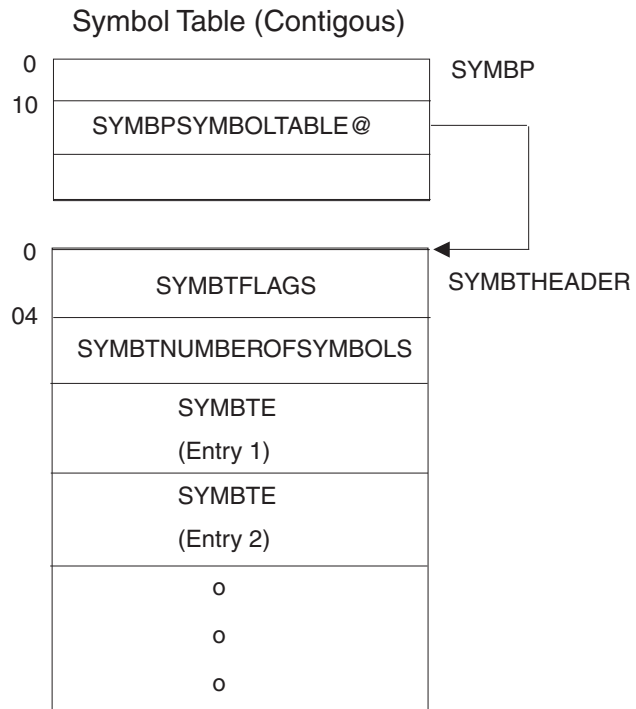 Symbol Table (Contigous)
0
SYMBP
10
SYMBPSYMBOLTABLE@
0
SYMBTHEADER
SYMBTFLAGS
04
SYMBTNUMBEROFSYMBOLS
SYMBTE
(Entry 1)
SYMBTE
(Entry 2)
o
o
o